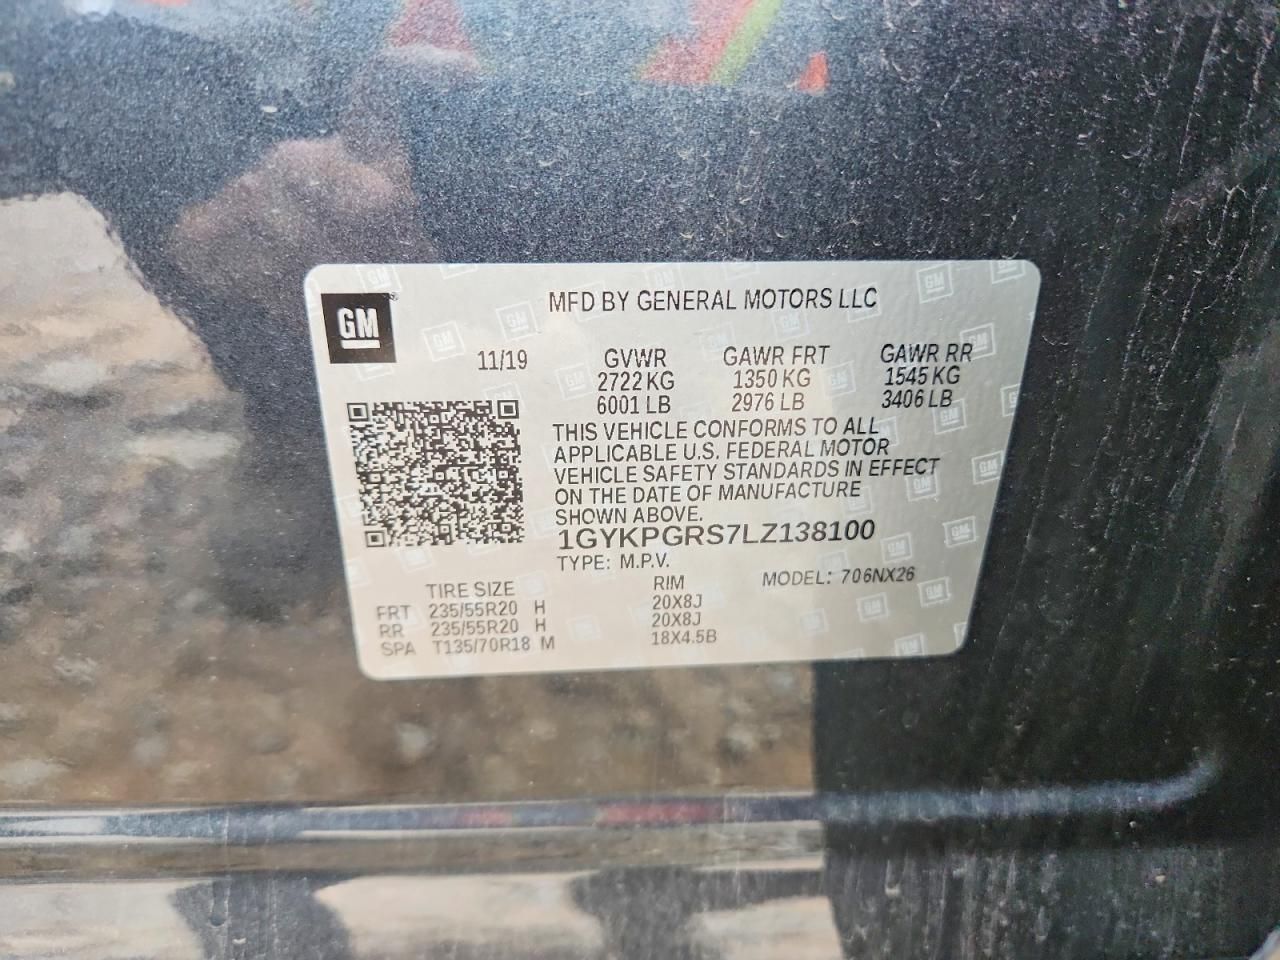 GM
MFD BY GENERAL MOTORS LLC
11/19 GVWR GAWR FRT GAWR RR
2722 KG 1350 KG 1545 KG
6001 LB 2976 LB 3406 LB
THIS VEHICLE CONFORMS TO ALL
APPLICABLE U.S. FEDERAL MOTOR
VEHICLE SAFETY STANDARDS IN EFFECT
ON THE DATE OF MANUFACTURE
SHOWN ABOVE.
1GYKPGRS7LZ138100
TYPE: M.P.V. MODEL: 706NX26
TIRE SIZE RIM
FRT 235/55R20 H 20X8J
RR 235/55R20 H 20X8J
SPA T135/70R18 M 18X4.5B